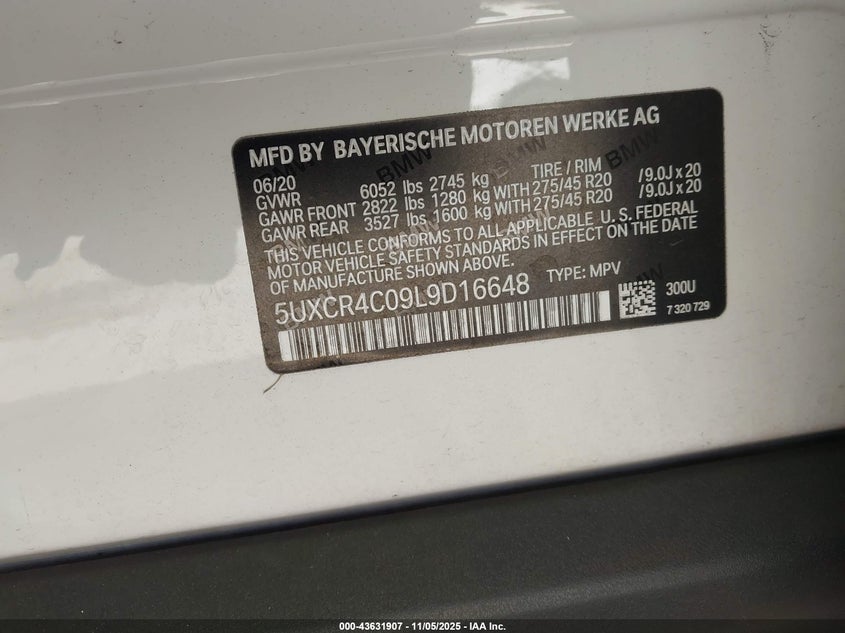 MFD BY BAYERISCHE MOTOREN WERKE AG
06/20 TIRE / RIM
GVWR 6052 lbs 2745 kg
GAWR FRONT 2822 lbs 1280 kg WITH 275/45 R20 /9.0J x 20
GAWR REAR 3527 lbs 1600 kg WITH 275/45 R20 /9.0J x 20
THIS VEHICLE CONFORMS TO ALL APPLICABLE U.S. FEDERAL
MOTOR VEHICLE SAFETY STANDARDS IN EFFECT ON THE DATE
OF MANUFACTURE SHOWN ABOVE.
5UXCR4C09L9D16648 TYPE: MPV
300U
7 320 729
000-43631907 - 11/05/2025 - IAA Inc.